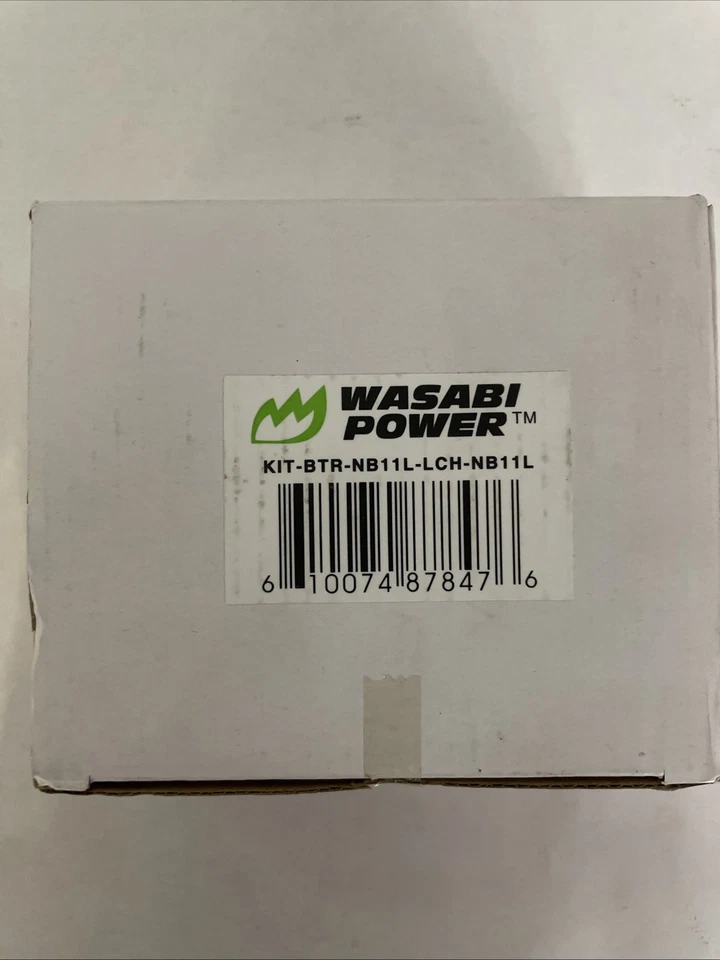 WASABI
POWER™
KIT-BTR-NB11L-LCH-NB11L
6 10074 87847 6